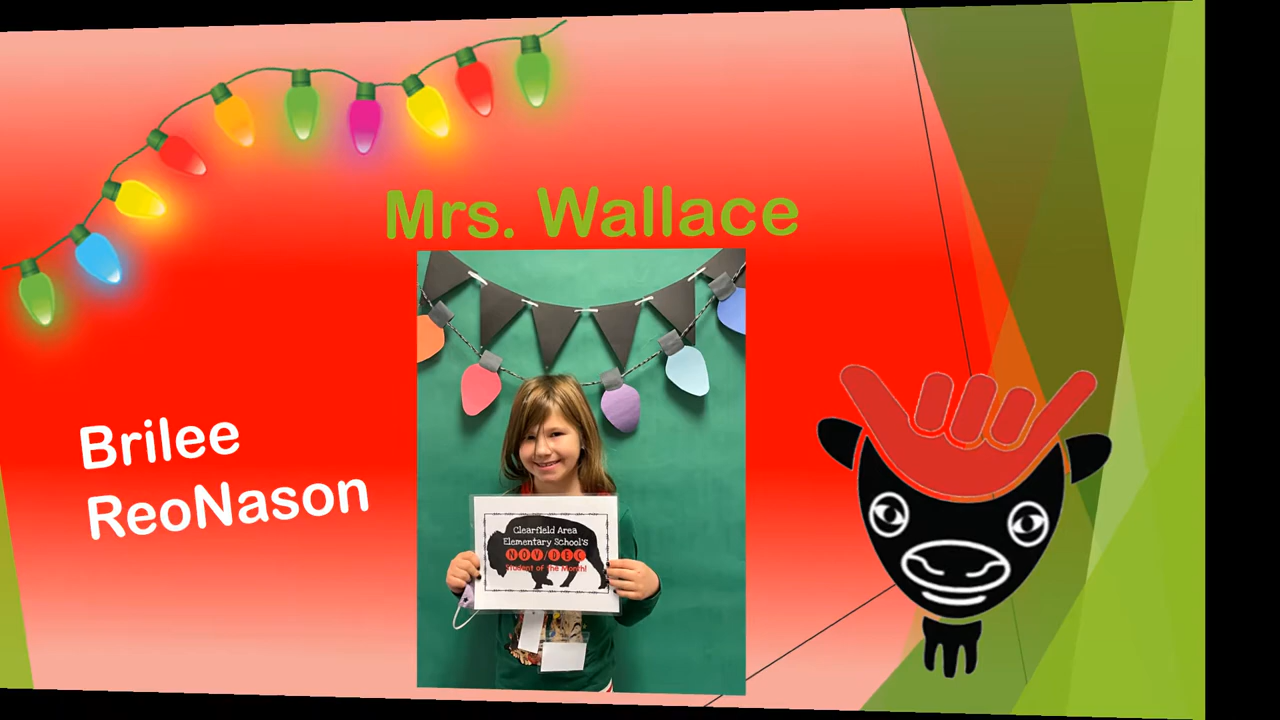 Mrs. Wallace
Brilee
ReoNason
Clearfield Area
Elementary School's
NOV/DEC
Student of the Month!